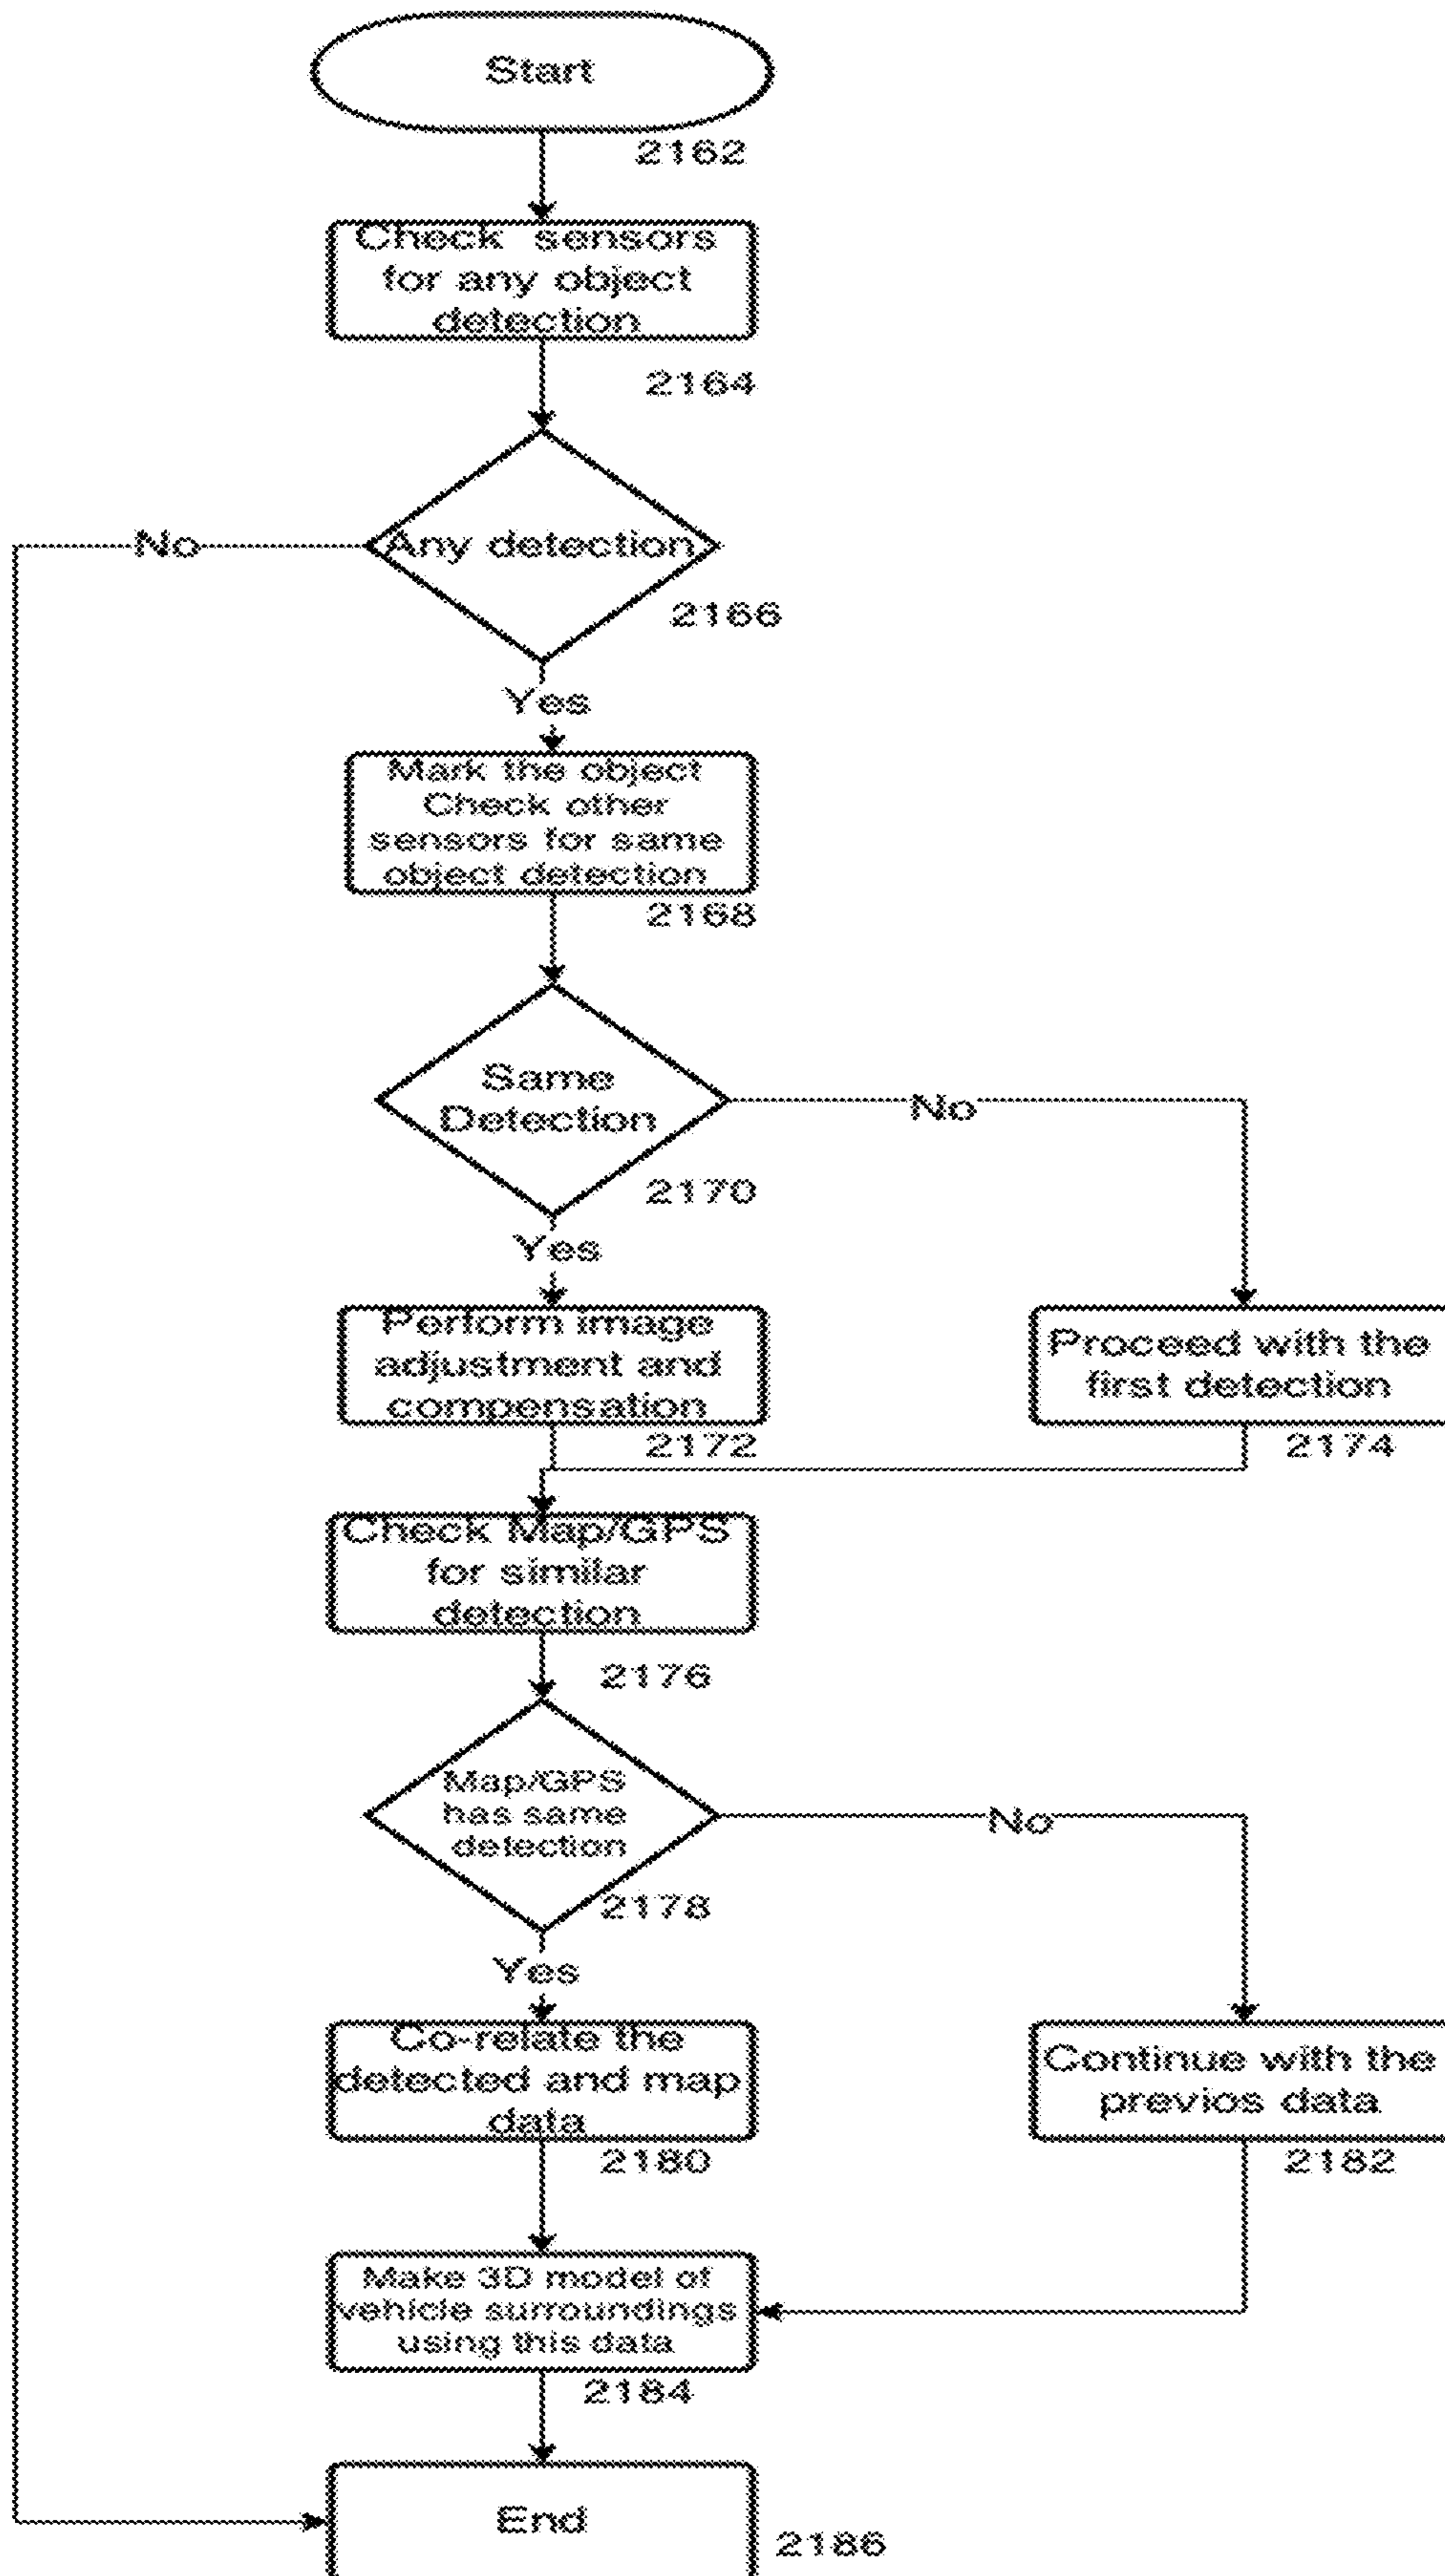 Start
2162
Check sensors
for any object
detection
2164
Any detection
No
2166
Yes
Mark the object
Check other
sensors for same
object detection
2168
Same
Detection
No
2170
Yes
Perform image
adjustment and
compensation
2172
Proceed with the
first detection
2174
Check Map/GPS
for similar
detection
2176
Map/GPS
has same
detection
No
2178
Yes
Co-relate the
detected and map
data
2180
Continue with the
previos data
2182
Make 3D model of
vehicle surroundings
using this data
2184
End
2186